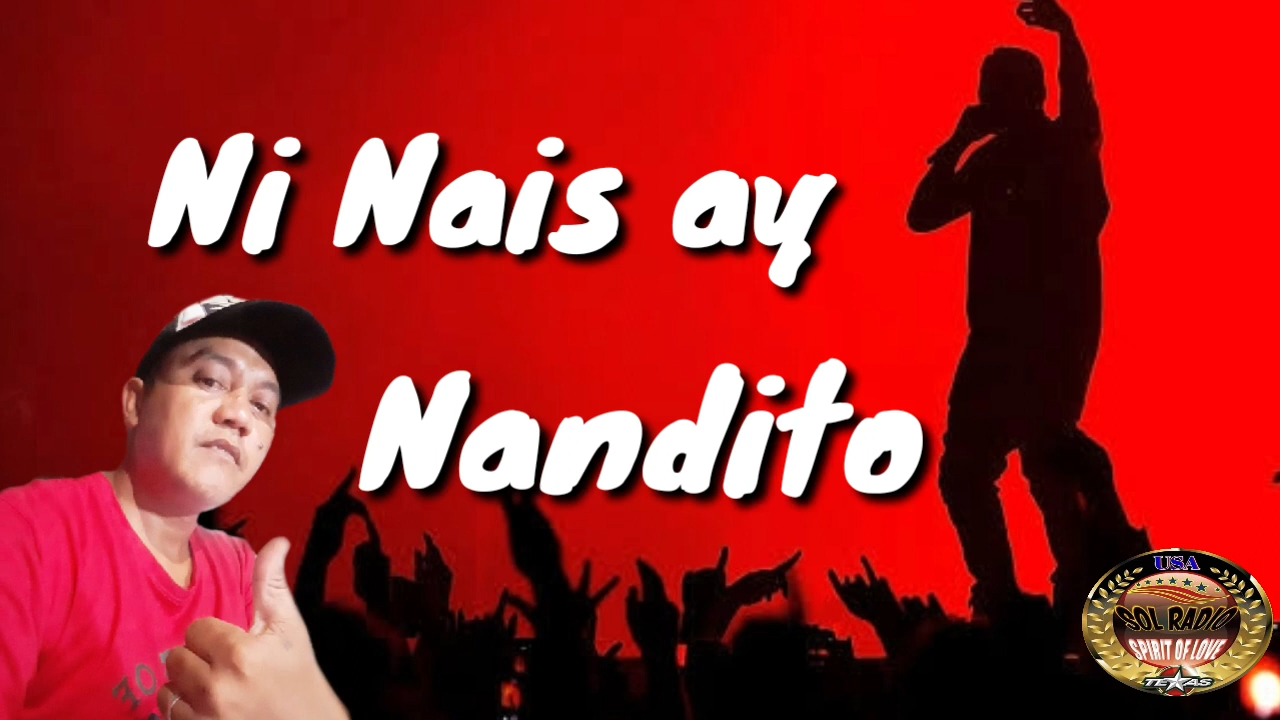 Ni Nais ay
Nandito
USA
SOL RADIO
SPIRIT OF LOVE
TEXAS